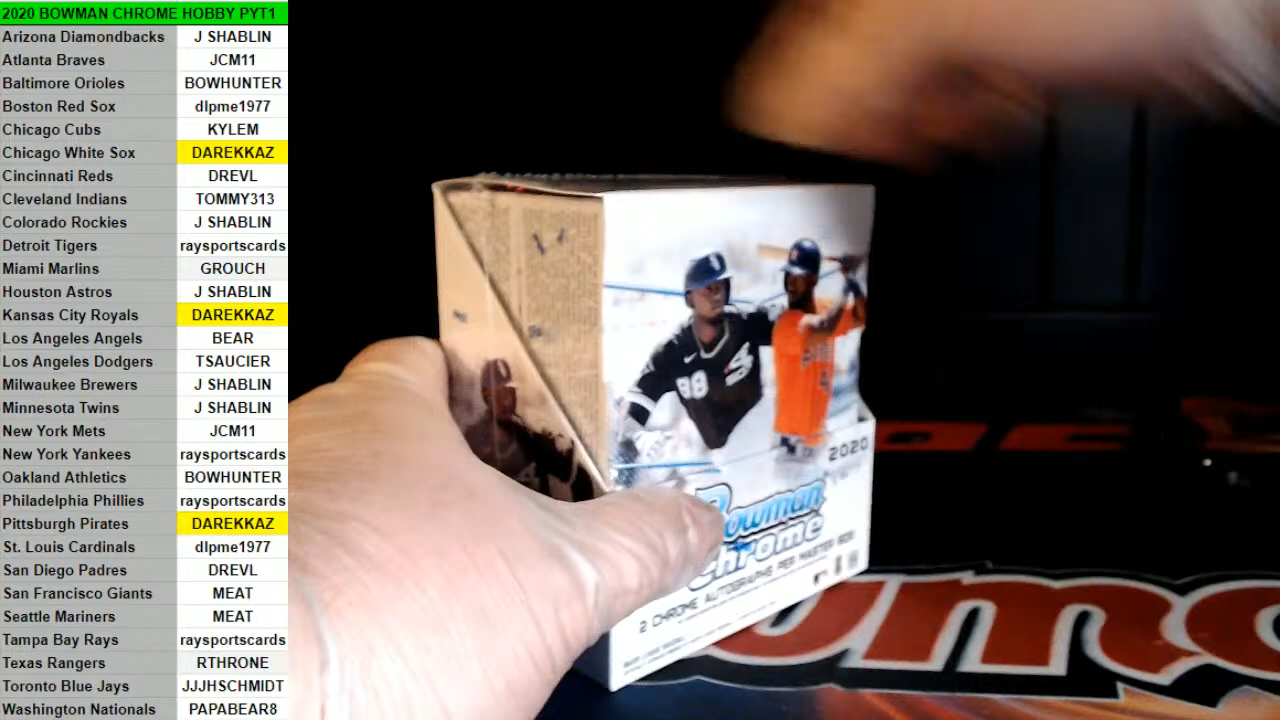 2020 BOWMAN CHROME HOBBY PYT1
Arizona Diamondbacks J SHABLIN
Atlanta Braves JCM11
Baltimore Orioles BOWHUNTER
Boston Red Sox dlpme1977
Chicago Cubs KYLEM
Chicago White Sox DAREKKAZ
Cincinnati Reds DREVL
Cleveland Indians TOMMY313
Colorado Rockies J SHABLIN
Detroit Tigers raysportscards
Miami Marlins GROUCH
Houston Astros J SHABLIN
Kansas City Royals DAREKKAZ
Los Angeles Angels BEAR
Los Angeles Dodgers TSAUCIER
Milwaukee Brewers J SHABLIN
Minnesota Twins J SHABLIN
New York Mets JCM11
New York Yankees raysportscards
Oakland Athletics BOWHUNTER
Philadelphia Phillies raysportscards
Pittsburgh Pirates DAREKKAZ
St. Louis Cardinals dlpme1977
San Diego Padres DREVL
San Francisco Giants MEAT
Seattle Mariners MEAT
Tampa Bay Rays raysportscards
Texas Rangers RTHRONE
Toronto Blue Jays JJJHSCHMIDT
Washington Nationals PAPABEAR8
98
2020
Bowman
Chrome
2 CHROME AUTOGRAPHS PER MASTER BOX